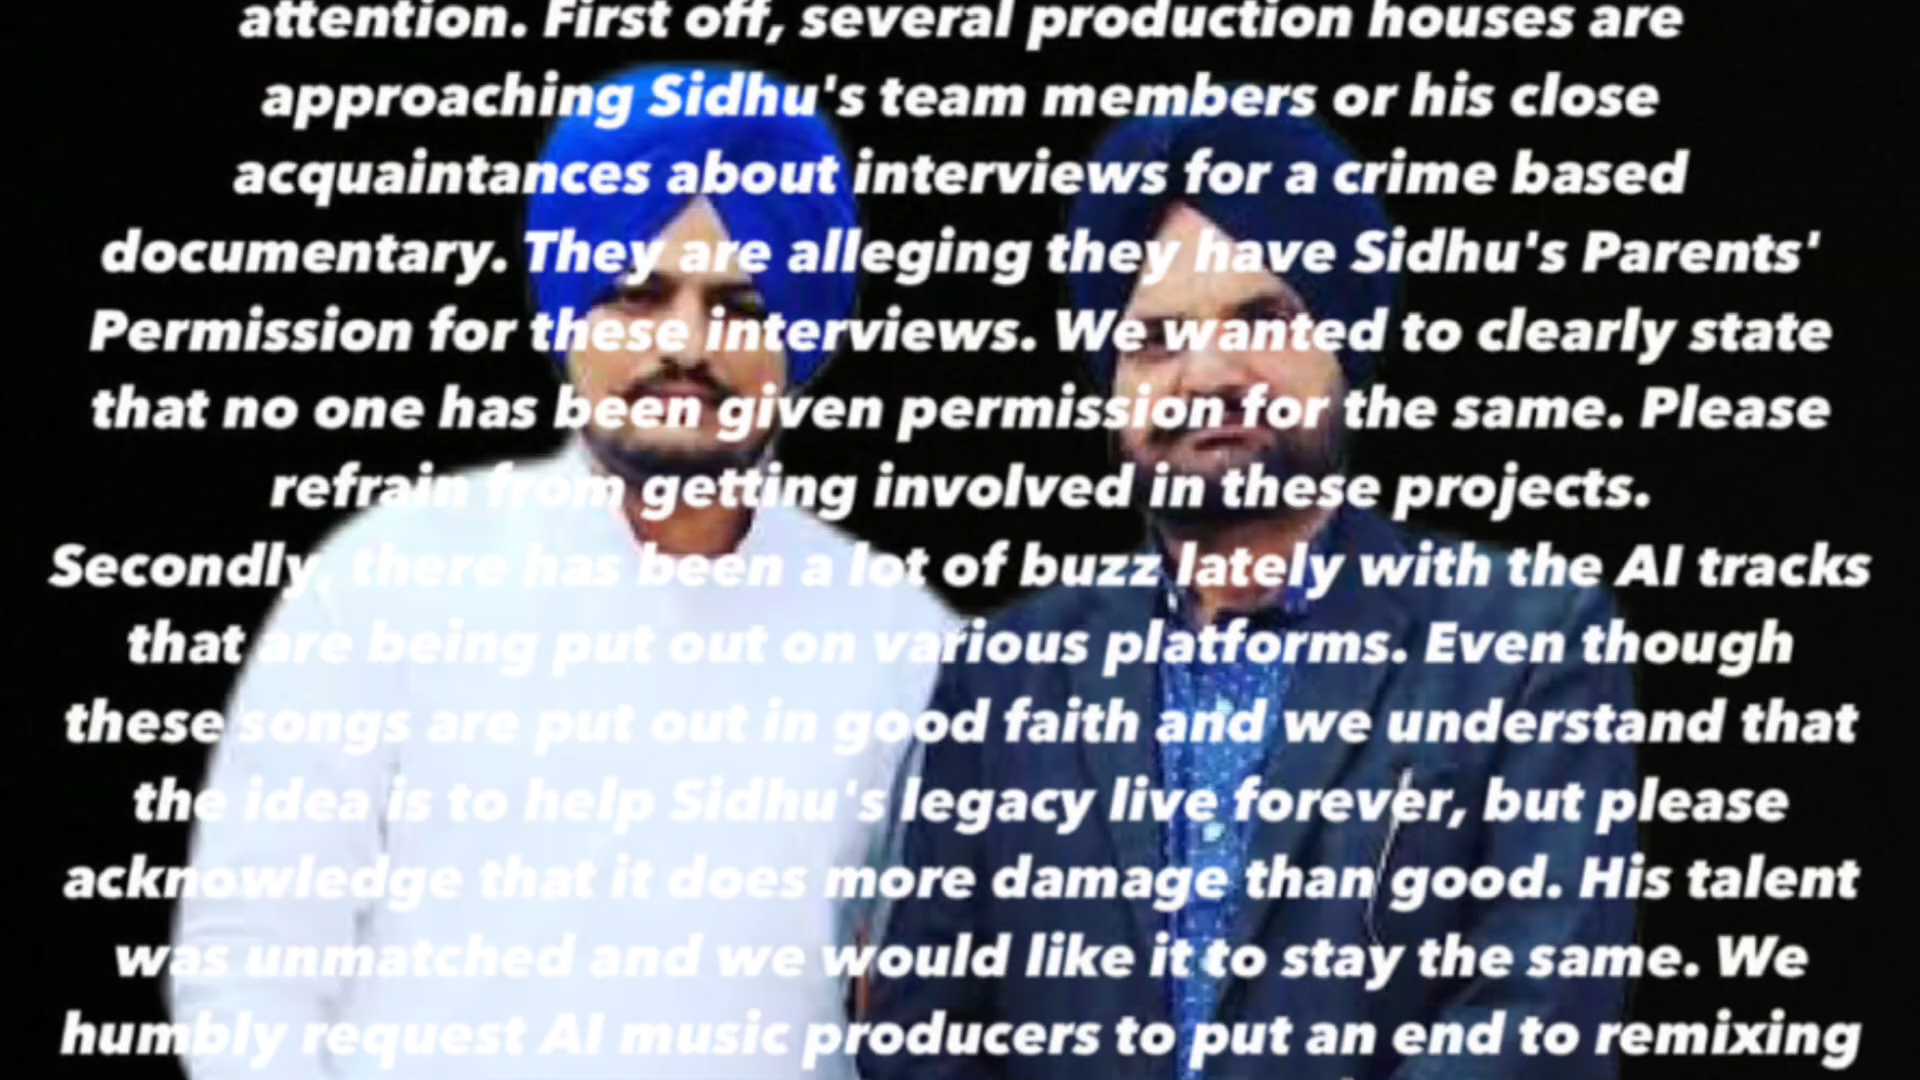 attention. First off, several production houses are
approaching Sidhu's team members or his close
acquaintances about interviews for a crime based
documentary. They are alleging they have Sidhu's Parents'
Permission for these interviews. We wanted to clearly state
that no one has been given permission for the same. Please
refrain from getting involved in these projects.
Secondly, there has been a lot of buzz lately with the AI tracks
that are being put out on various platforms. Even though
these songs are put out in good faith and we understand that
the idea is to help Sidhu's legacy live forever, but please
acknowledge that it does more damage than good. His talent
was unmatched and we would like it to stay the same. We
humbly request AI music producers to put an end to remixing